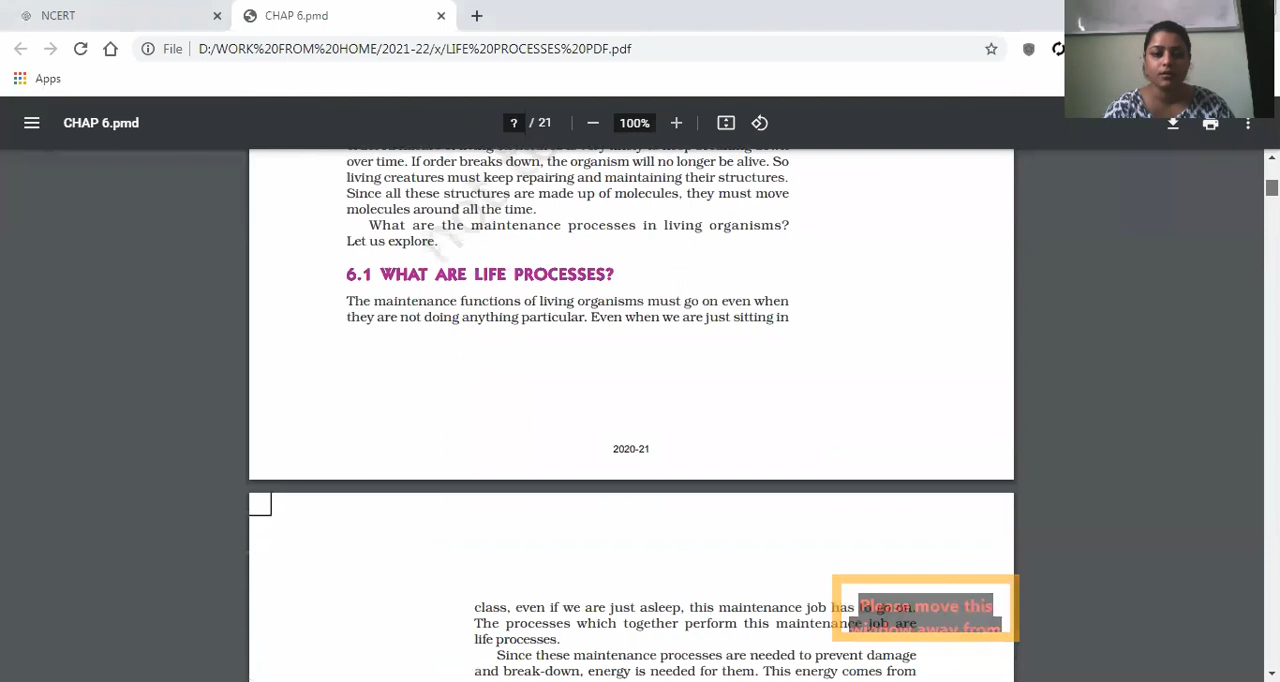 NCERT
CHAP 6.pmd
File D:/WORK%20FROM%20HOME/2021-22/x/LIFE%20PROCESSES%20PDF.pdf
Apps
CHAP 6.pmd
? / 21
100%
over time. If order breaks down, the organism will no longer be alive. So
living creatures must keep repairing and maintaining their structures.
Since all these structures are made up of molecules, they must move
molecules around all the time.
What are the maintenance processes in living organisms?
Let us explore.
6.1 WHAT ARE LIFE PROCESSES?
The maintenance functions of living organisms must go on even when
they are not doing anything particular. Even when we are just sitting in
2020-21
class, even if we are just asleep, this maintenance job has to go on.
The processes which together perform this maintenance job are
life processes.
Since these maintenance processes are needed to prevent damage
and break-down, energy is needed for them. This energy comes from
Please move this
window away from